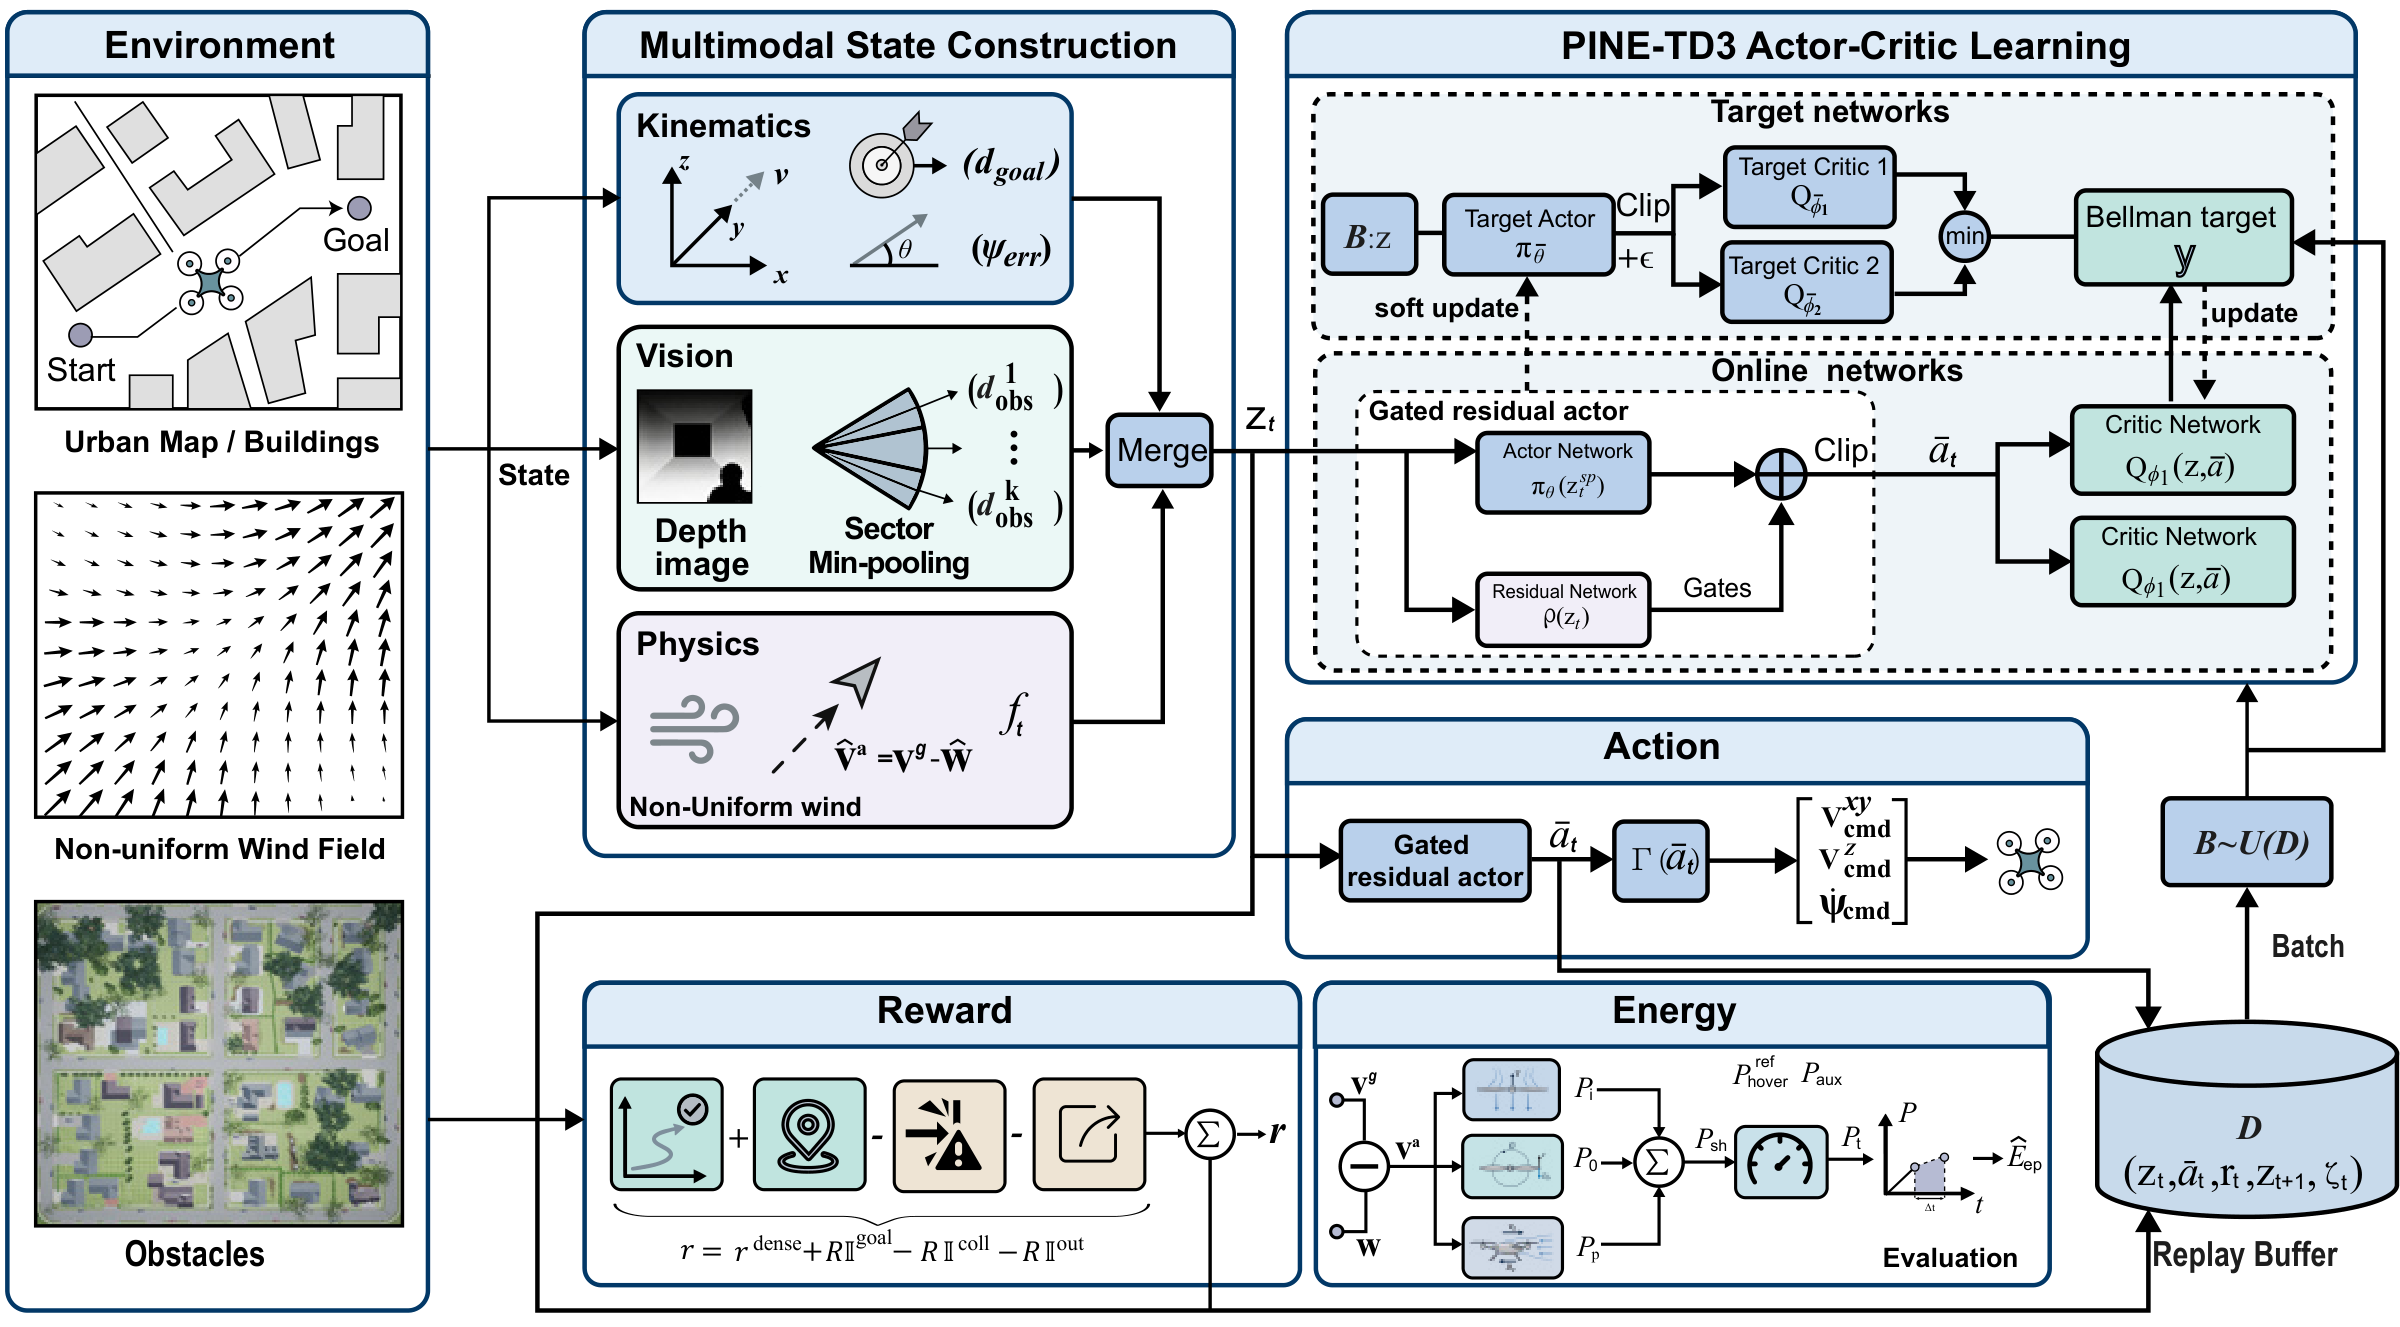 Environment
Goal
Start
Urban Map / Buildings
Non-uniform Wind Field
Obstacles
State
Multimodal State Construction
Kinematics
z
v
y
x
(d_goal)
θ
(ψ_err)
Vision
Depth
image
Sector
Min-pooling
(d_obs^1)
⋮
(d_obs^k)
Physics
v̂^a = v^g - ŵ
f_t
Non-Uniform wind
Merge
z_t
PINE-TD3 Actor-Critic Learning
Target networks
B:z
Target Actor
π_θ̄
Clip
+ϵ
Target Critic 1
Q_ϕ̄1
Target Critic 2
Q_ϕ̄2
min
Bellman target
y
soft update
update
Online networks
Gated residual actor
Actor Network
π_θ(z_t^sp)
Residual Network
ρ(z_t)
Gates
Clip
ā_t
Critic Network
Q_ϕ1(z,ā)
Critic Network
Q_ϕ1(z,ā)
Action
Gated
residual actor
ā_t
Γ(ā_t)
v_cmd^xy
v_cmd^z
ψ̇_cmd
B~U(D)
Batch
D
(z_t,ā_t,r_t,z_t+1,ζ_t)
Replay Buffer
Reward
+
-
-
Σ
r
r = r^dense+R𝕀^goal− R 𝕀^coll − R 𝕀^out
Energy
v^g
w
−
v^a
P_i
P_0
P_p
Σ
P_sh
P_hover^ref P_aux
P_t
P
Δt
t
Ê_ep
Evaluation